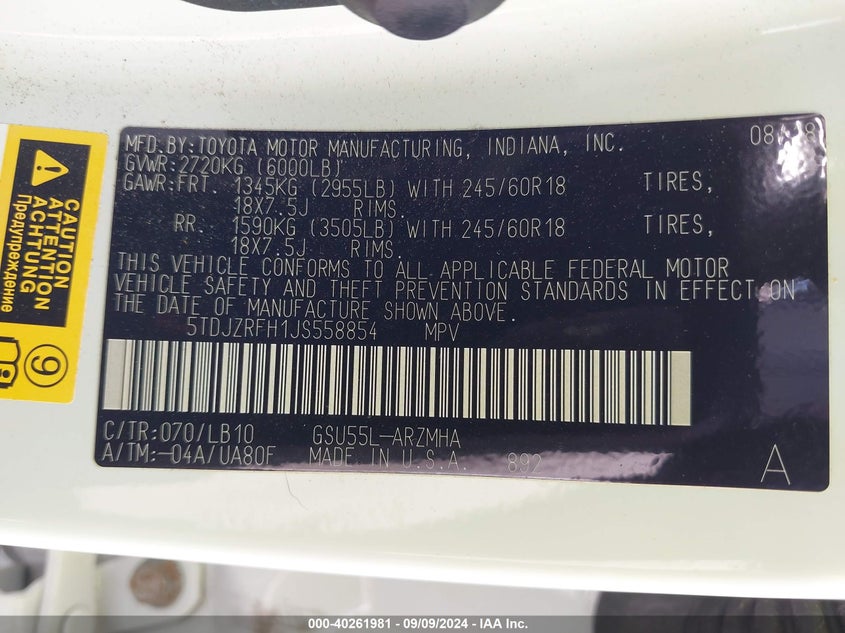 CAUTION
ATTENTION
ACHTUNG
Предупреждение
9
MFD.BY:TOYOTA MOTOR MANUFACTURING, INDIANA, INC.
GVWR:2720KG (6000LB)
GAWR:FRT. 1345KG (2955LB) WITH 245/60R18 TIRES,
18X7.5J RIMS.
RR. 1590KG (3505LB) WITH 245/60R18 TIRES,
18X7.5J RIMS.
THIS VEHICLE CONFORMS TO ALL APPLICABLE FEDERAL MOTOR
VEHICLE SAFETY AND THEFT PREVENTION STANDARDS IN EFFECT ON
THE DATE OF MANUFACTURE SHOWN ABOVE.
5TDJZRFH1JS558854 MPV
C/TR:070/LB10 GSU55L-ARZMHA
A/TM:-04A/UA80F MADE IN U.S.A. 892
A
000-40261981 - 09/09/2024 - IAA Inc.